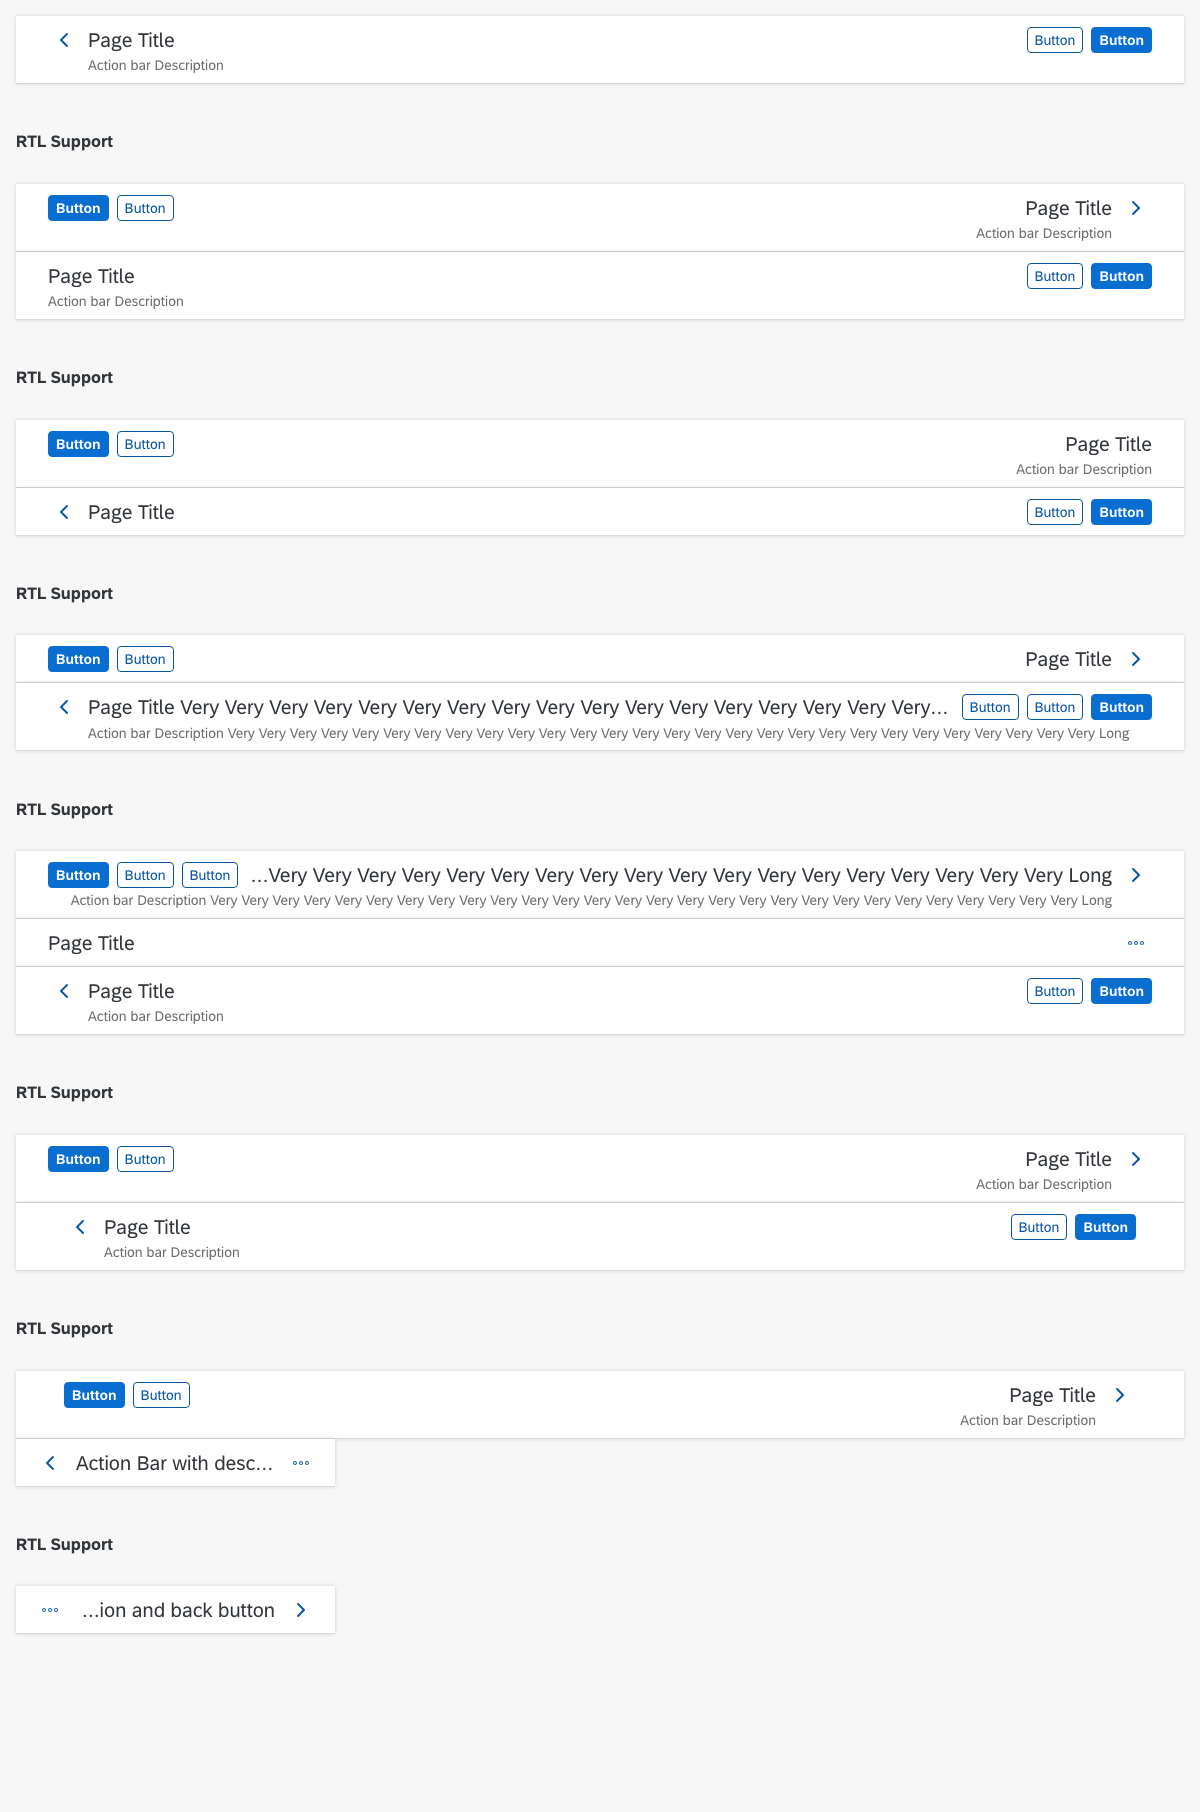 Page Title Button Button
Action bar Description
RTL Support
Button Button Page Title
Action bar Description
Page Title Button Button
Action bar Description
RTL Support
Button Button Page Title
Action bar Description
Page Title Button Button
RTL Support
Button Button Page Title
Page Title Very Very Very Very Very Very Very Very Very Very Very Very Very Very Very Very Very... Button Button Button
Action bar Description Very Very Very Very Very Very Very Very Very Very Very Very Very Very Very Very Very Very Very Very Very Very Very Very Very Very Very Very Long
RTL Support
Button Button Button ...Very Very Very Very Very Very Very Very Very Very Very Very Very Very Very Very Very Very Long
Action bar Description Very Very Very Very Very Very Very Very Very Very Very Very Very Very Very Very Very Very Very Very Very Very Very Very Very Very Very Very Long
Page Title
Page Title Button Button
Action bar Description
RTL Support
Button Button Page Title
Action bar Description
Page Title Button Button
Action bar Description
RTL Support
Button Button Page Title
Action bar Description
Action Bar with desc...
RTL Support
...ion and back button